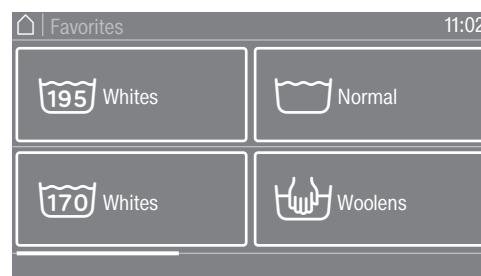 Favorites 11:02
195 Whites
Normal
170 Whites
Woolens